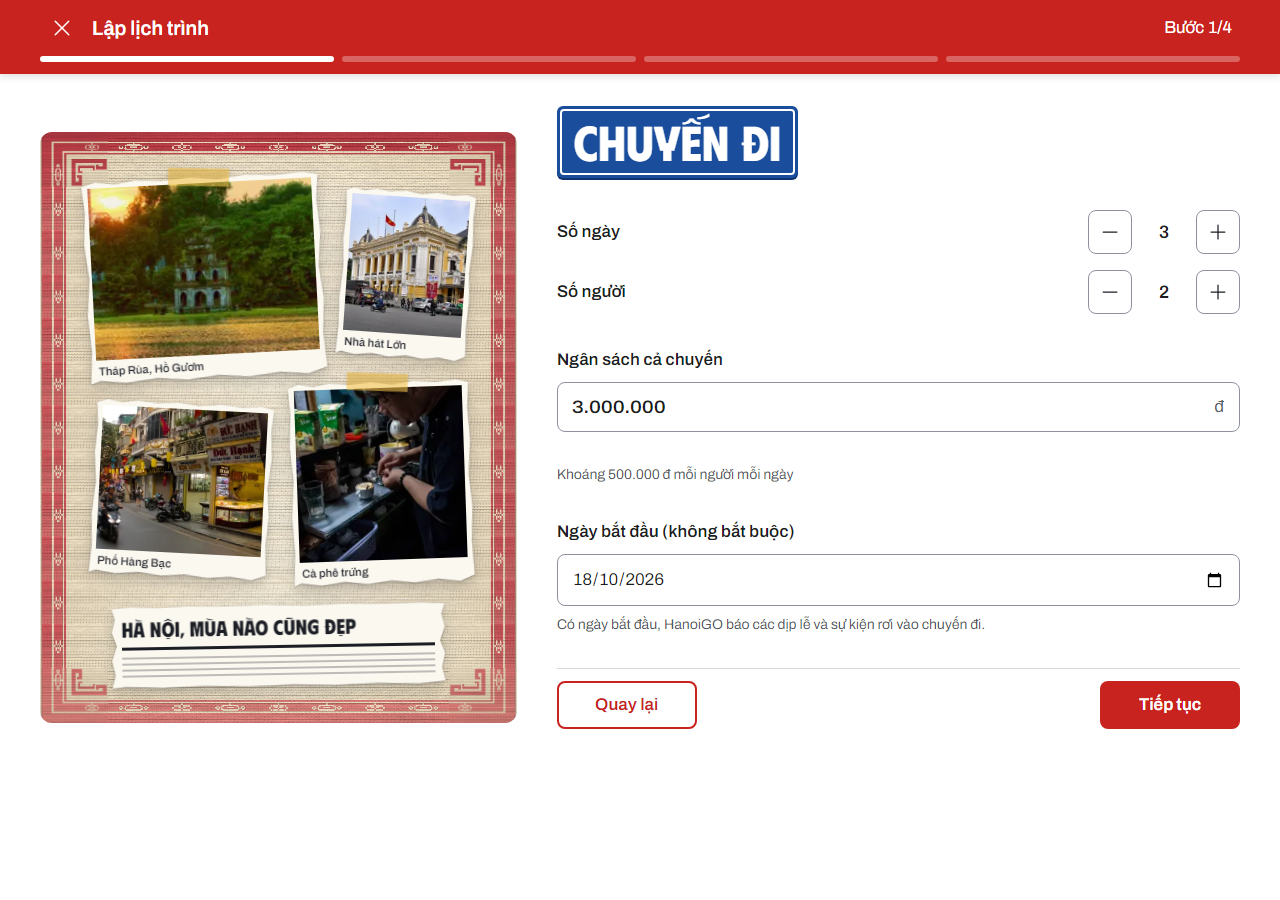 Lập lịch trình
Bước 1/4
CHUYẾN ĐI
Tháp Rùa, Hồ Gươm
Nhà hát Lớn
ĐỨC HẠNH
Đức Hạnh
Phố Hàng Bạc
Cà phê trứng
HÀ NỘI, MÙA NÀO CŨNG ĐẸP
Số ngày
3
Số người
2
Ngân sách cả chuyến
3.000.000
đ
Khoảng 500.000 đ mỗi người mỗi ngày
Ngày bắt đầu (không bắt buộc)
18/10/2026
Có ngày bắt đầu, HanoiGO báo các dịp lễ và sự kiện rơi vào chuyến đi.
Quay lại
Tiếp tục